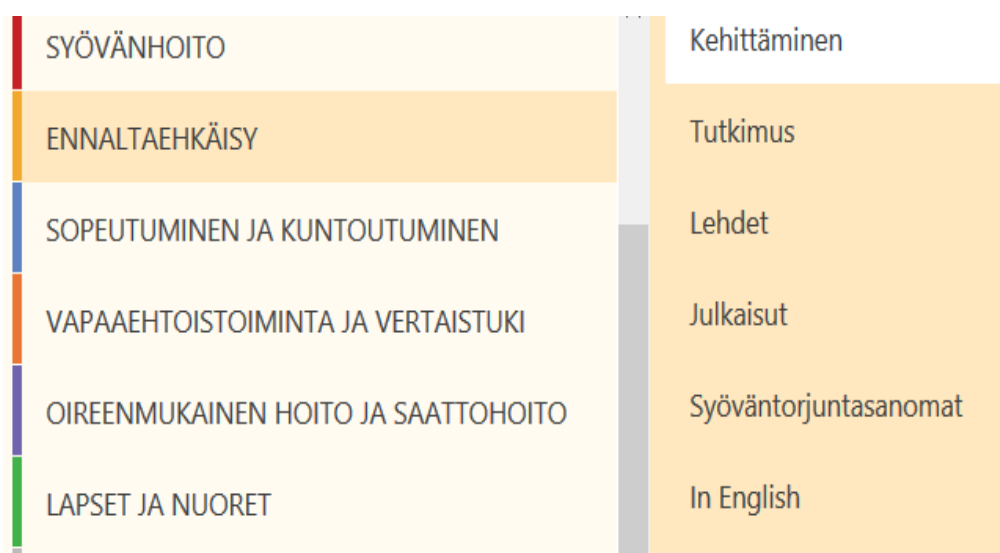 SYÖVÄNHOITO
ENNALTAEHKÄISY
SOPEUTUMINEN JA KUNTOUTUMINEN
VAPAAEHTOISTOIMINTA JA VERTAISTUKI
OIREENMUKAINEN HOITO JA SAATTOHOITO
LAPSET JA NUORET
Kehittäminen
Tutkimus
Lehdet
Julkaisut
Syöväntorjuntasanomat
In English